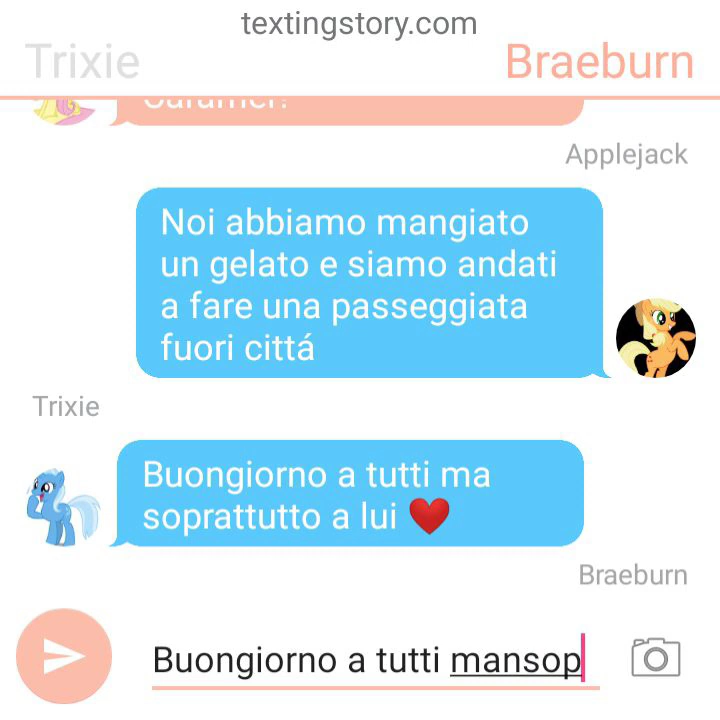 textingstory.com
Trixie
Braeburn
Applejack
Noi abbiamo mangiato
un gelato e siamo andati
a fare una passeggiata
fuori cittá
Trixie
Buongiorno a tutti ma
soprattutto a lui ❤️
Braeburn
Buongiorno a tutti mansop